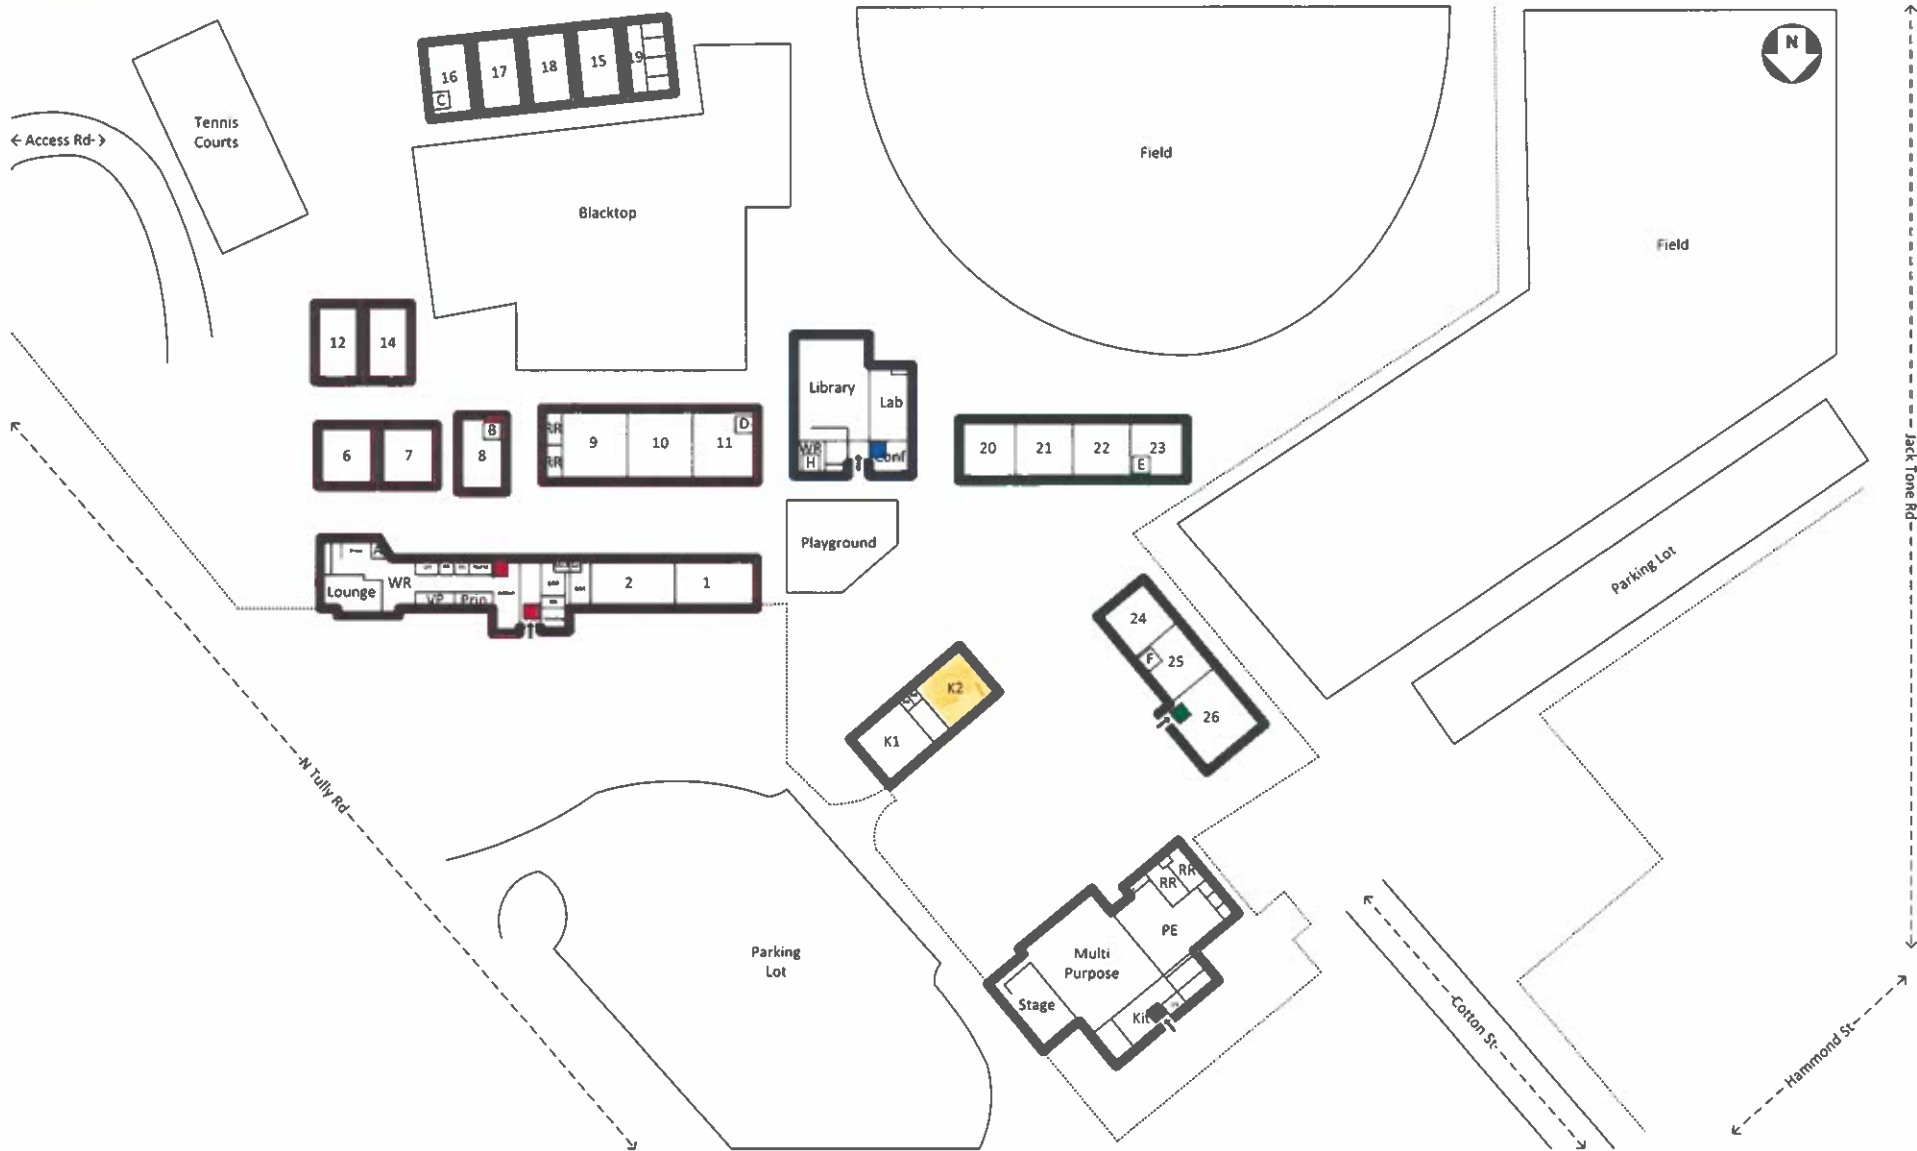 N
16
17
18
15
19
C
Tennis
Courts
← Access Rd- →
Field
Blacktop
Field
12
14
Library
Lab
6
7
B
8
RR
RR
9
10
11
D
WR
H
Conf
20
21
22
23
E
Jack Tone Rd
Playground
Lounge
WR
VP
Prin
2
1
Parking Lot
24
F
25
26
K2
K1
N Tully Rd
Parking
Lot
RR
RR
PE
Multi
Purpose
Stage
Kit
Cotton St
Hammond St